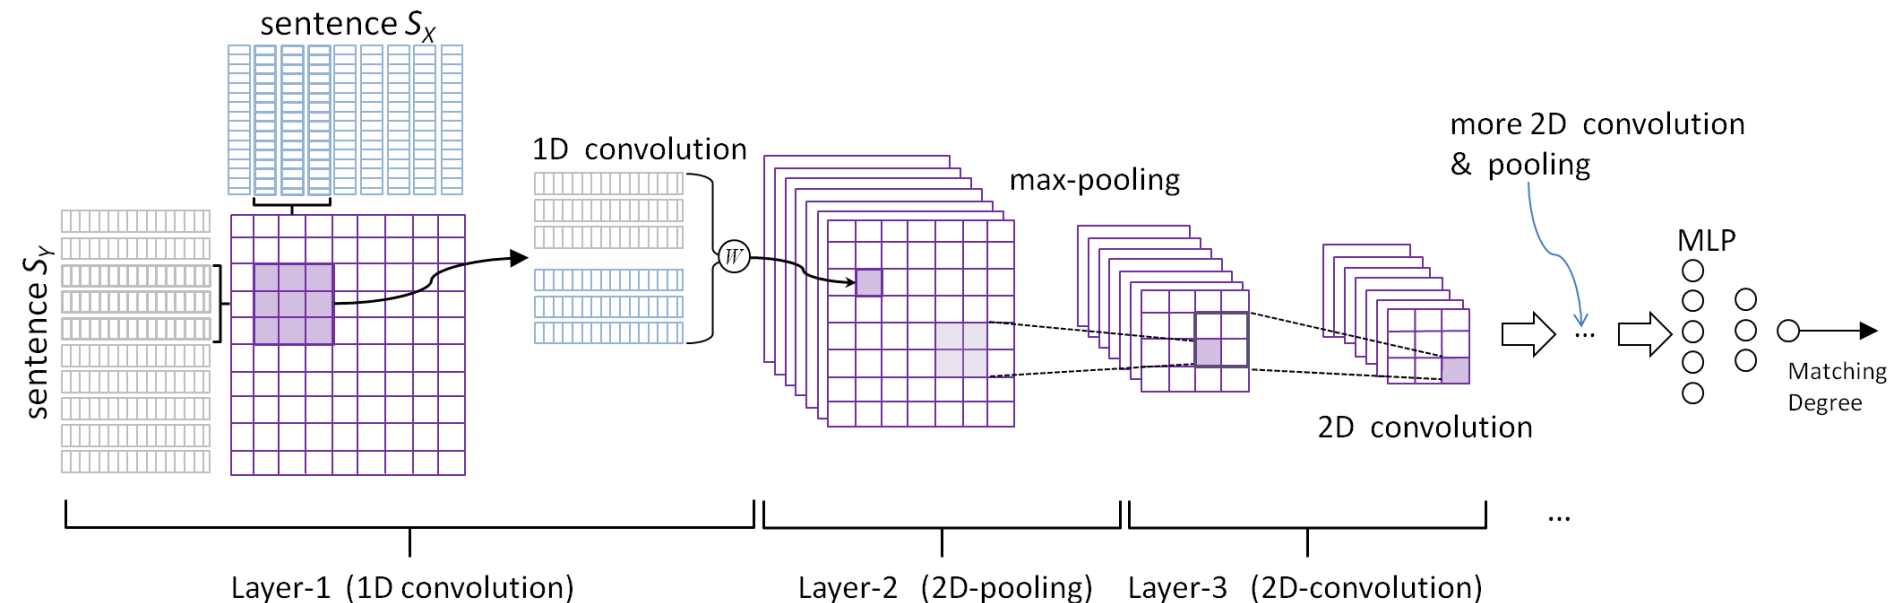 sentence S_X
sentence S_Y
1D convolution
W
max-pooling
2D convolution
more 2D convolution
& pooling
...
MLP
Matching
Degree
Layer-1 (1D convolution)
Layer-2 (2D-pooling)
Layer-3 (2D-convolution)
...